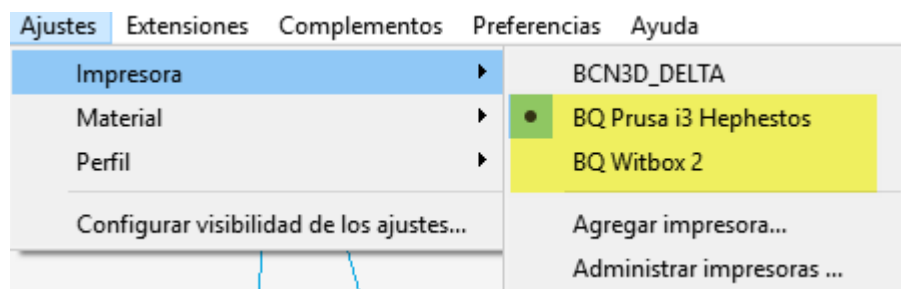 Ajustes Extensiones Complementos Preferencias Ayuda
Impresora
Material
Perfil
Configurar visibilidad de los ajustes...
BCN3D_DELTA
BQ Prusa i3 Hephestos
BQ Witbox 2
Agregar impresora...
Administrar impresoras ...